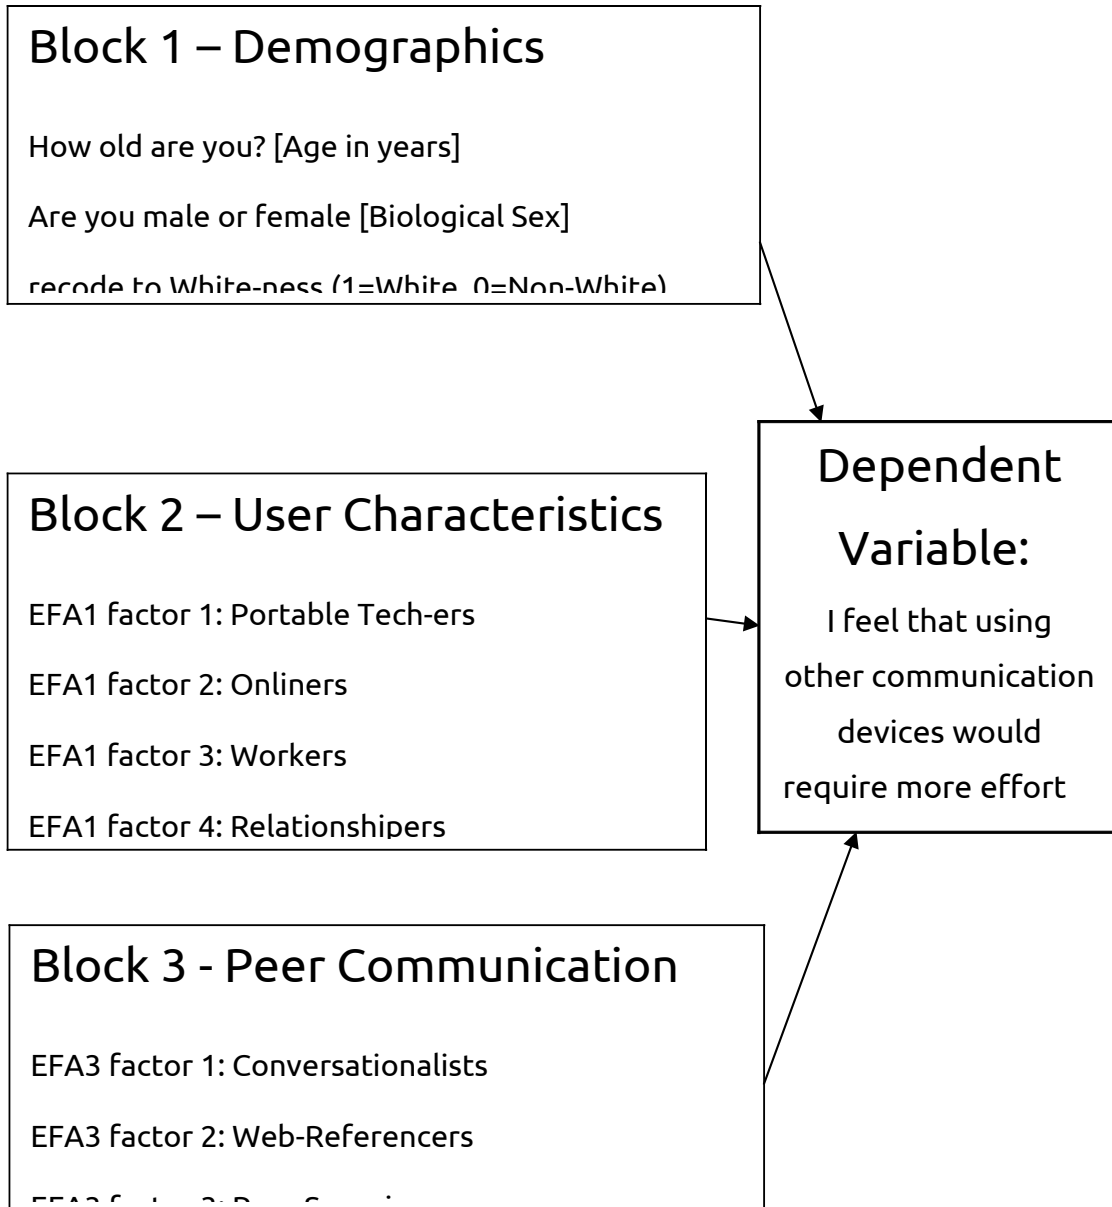 Block 1 – Demographics
How old are you? [Age in years]
Are you male or female [Biological Sex]
recode to White-ness (1=White, 0=Non-White)
Block 2 – User Characteristics
EFA1 factor 1: Portable Tech-ers
EFA1 factor 2: Onliners
EFA1 factor 3: Workers
EFA1 factor 4: Relationshipers
Dependent
Variable:
I feel that using
other communication
devices would
require more effort
Block 3 - Peer Communication
EFA3 factor 1: Conversationalists
EFA3 factor 2: Web-Referencers